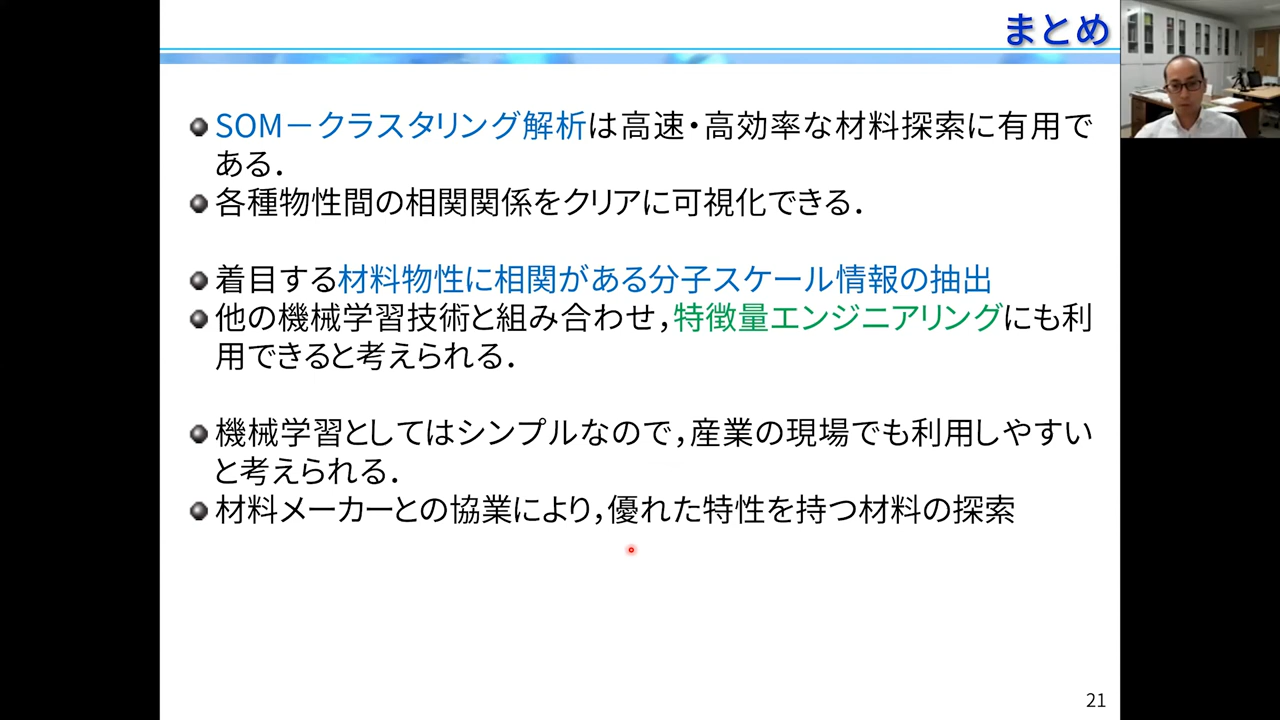 まとめ
SOM－クラスタリング解析は高速・高効率な材料探索に有用で
ある．
各種物性間の相関関係をクリアに可視化できる．
着目する材料物性に相関がある分子スケール情報の抽出
他の機械学習技術と組み合わせ，特徴量エンジニアリングにも利
用できると考えられる．
機械学習としてはシンプルなので，産業の現場でも利用しやすい
と考えられる．
材料メーカーとの協業により，優れた特性を持つ材料の探索
21